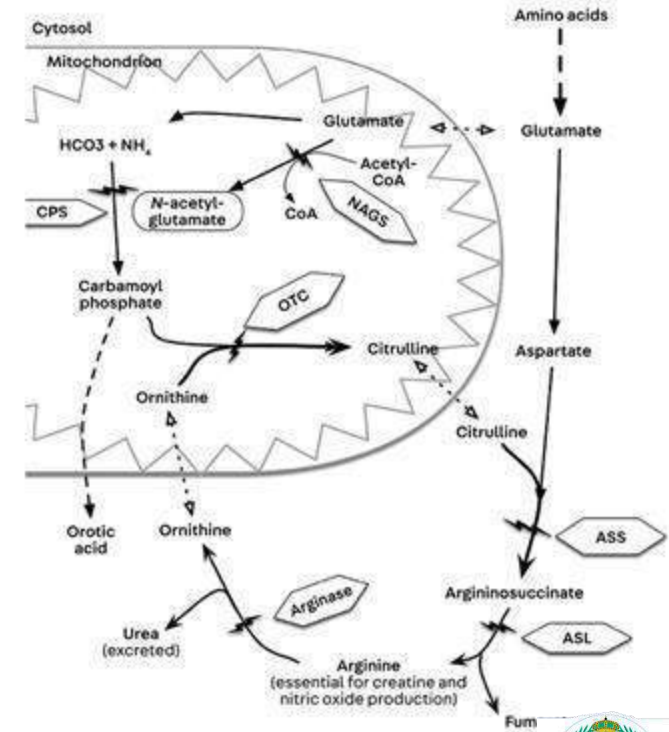 Amino acids
Cytosol
Mitochondrion
Glutamate
Glutamate
HCO3 + NH4
Acetyl-
CoA
N-acetyl-
glutamate
CPS
CoA
NAGS
Carbamoyl
phosphate
OTC
Citrulline
Aspartate
Ornithine
Citrulline
Orotic
acid
Ornithine
ASS
Argininosuccinate
Arginase
Urea
(excreted)
ASL
Arginine
(essential for creatine and
nitric oxide production)
Fum